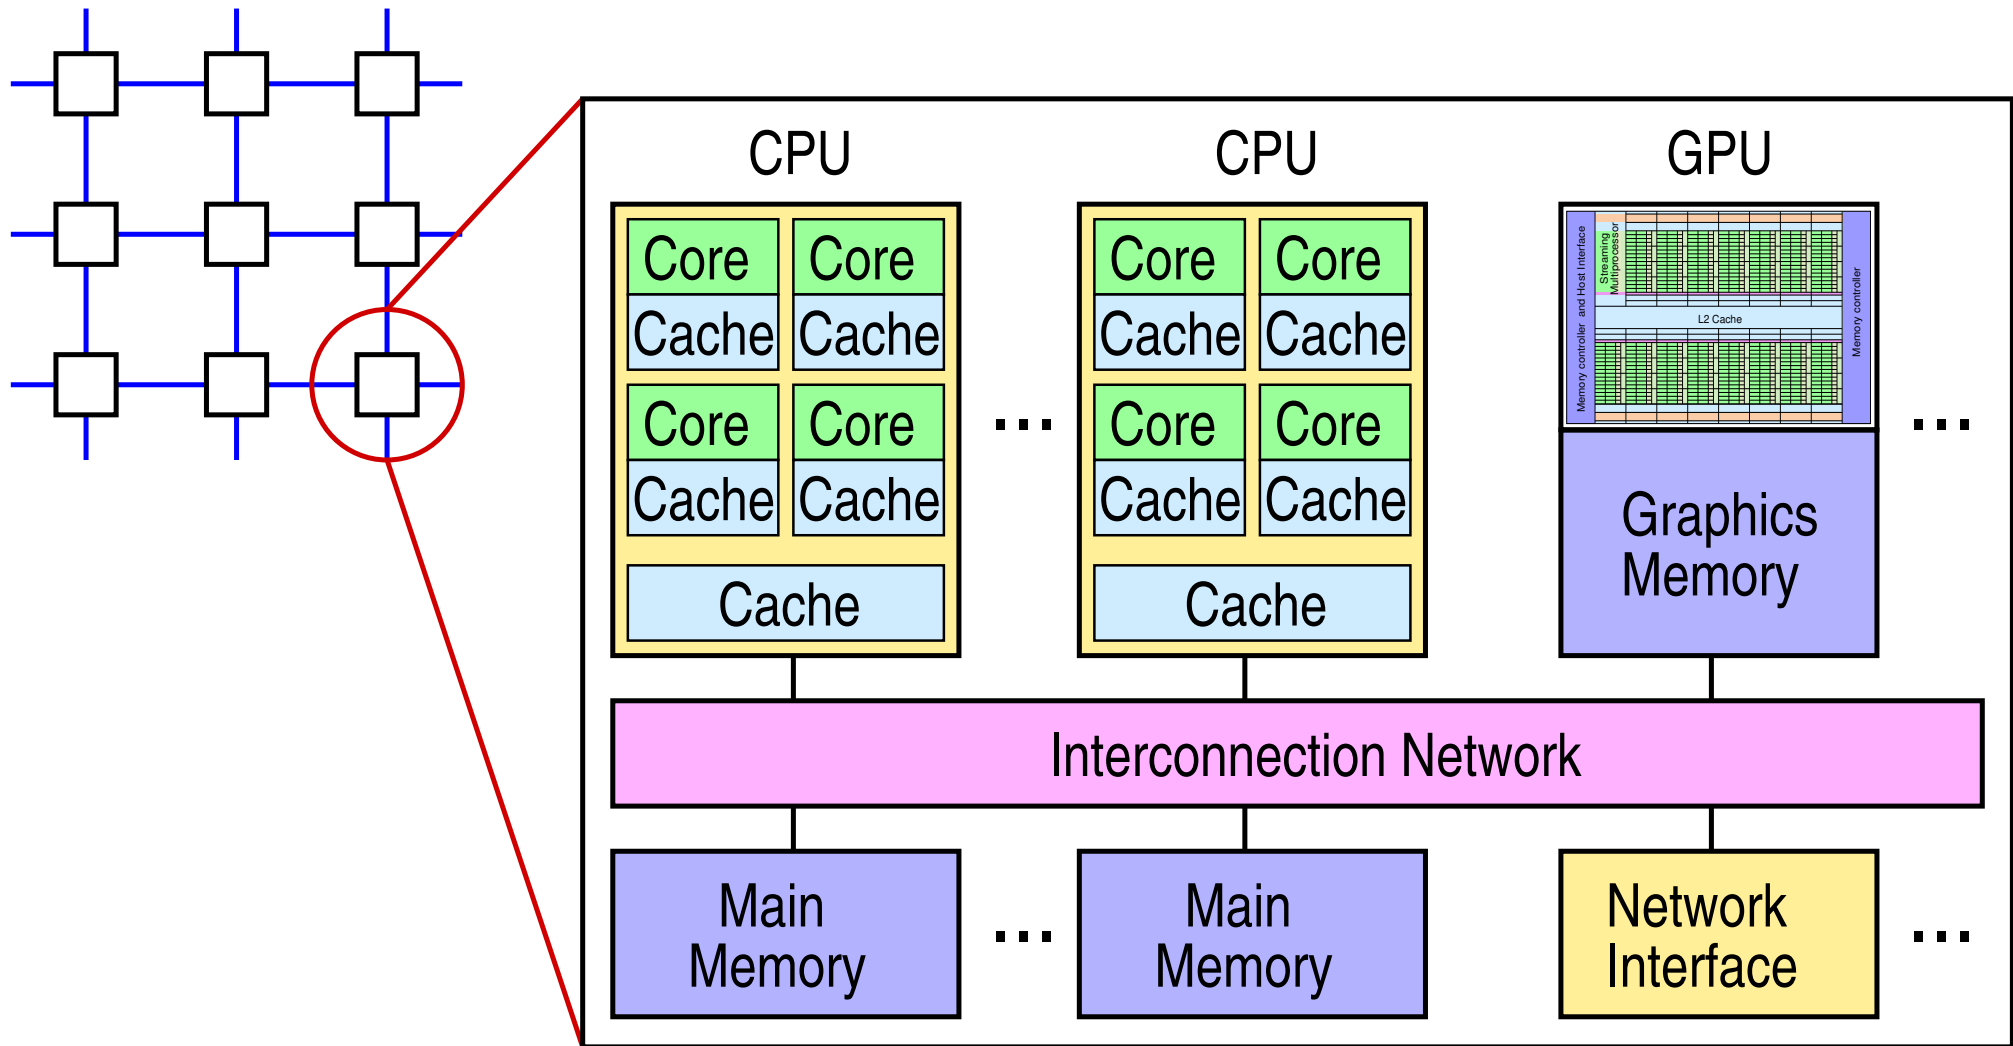 CPU
CPU
GPU
Core
Core
Cache
Cache
Core
Core
Cache
Cache
Cache
...
Core
Core
Cache
Cache
Core
Core
Cache
Cache
Cache
Memory controller and Host Interface
Streaming
Multiprocessor
L2 Cache
Memory controller
Graphics
Memory
...
Interconnection Network
Main
Memory
...
Main
Memory
Network
Interface
...